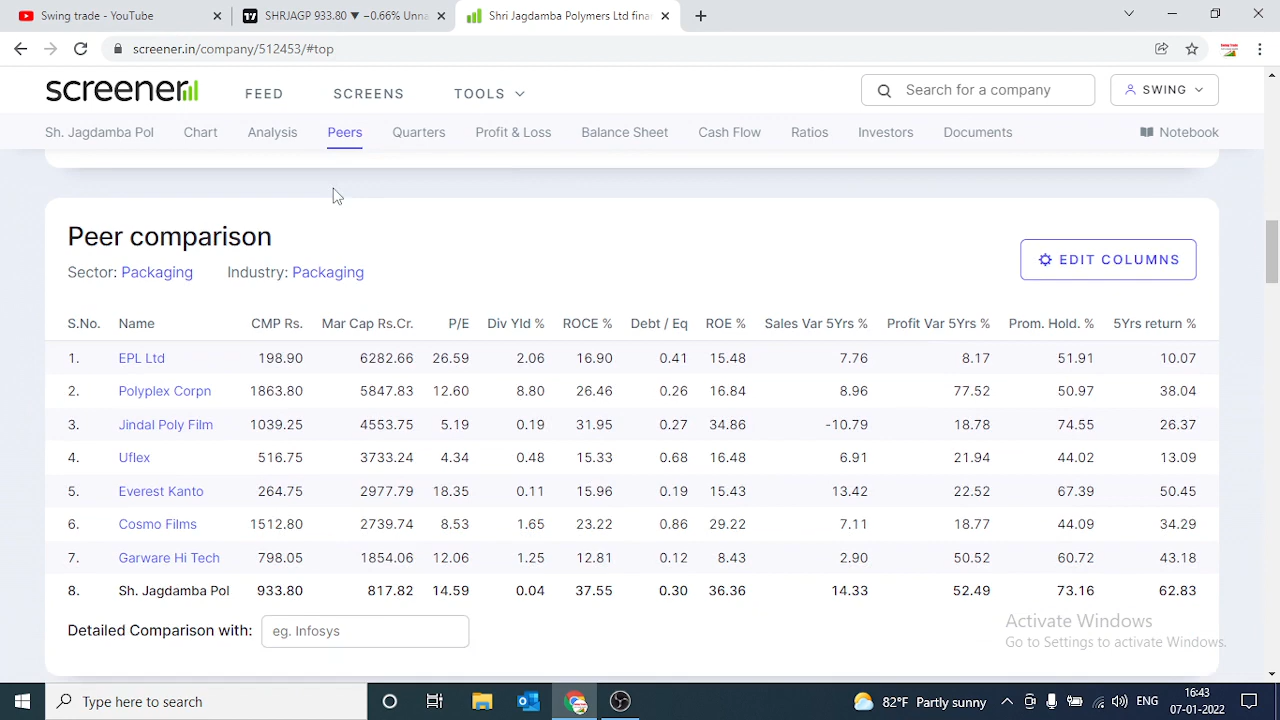 Swing trade - YouTube
SHRJAGP 933.80 ▼ −0.66% Unna
Shri Jagdamba Polymers Ltd finan
screener.in/company/512453/#top
screener FEED SCREENS TOOLS Search for a company SWING
Sh. Jagdamba Pol Chart Analysis Peers Quarters Profit & Loss Balance Sheet Cash Flow Ratios Investors Documents Notebook
Peer comparison
Sector: Packaging Industry: Packaging
EDIT COLUMNS
S.No. Name CMP Rs. Mar Cap Rs.Cr. P/E Div Yld % ROCE % Debt / Eq ROE % Sales Var 5Yrs % Profit Var 5Yrs % Prom. Hold. % 5Yrs return %
1. EPL Ltd 198.90 6282.66 26.59 2.06 16.90 0.41 15.48 7.76 8.17 51.91 10.07
2. Polyplex Corpn 1863.80 5847.83 12.60 8.80 26.46 0.26 16.84 8.96 77.52 50.97 38.04
3. Jindal Poly Film 1039.25 4553.75 5.19 0.19 31.95 0.27 34.86 -10.79 18.78 74.55 26.37
4. Uflex 516.75 3733.24 4.34 0.48 15.33 0.68 16.48 6.91 21.94 44.02 13.09
5. Everest Kanto 264.75 2977.79 18.35 0.11 15.96 0.19 15.43 13.42 22.52 67.39 50.45
6. Cosmo Films 1512.80 2739.74 8.53 1.65 23.22 0.86 29.22 7.11 18.77 44.09 34.29
7. Garware Hi Tech 798.05 1854.06 12.06 1.25 12.81 0.12 8.43 2.90 50.52 60.72 43.18
8. Sh. Jagdamba Pol 933.80 817.82 14.59 0.04 37.55 0.30 36.36 14.33 52.49 73.16 62.83
Detailed Comparison with: eg. Infosys
Activate Windows
Go to Settings to activate Windows.
Type here to search
82°F Partly sunny
ENG
16:43
07-01-2022